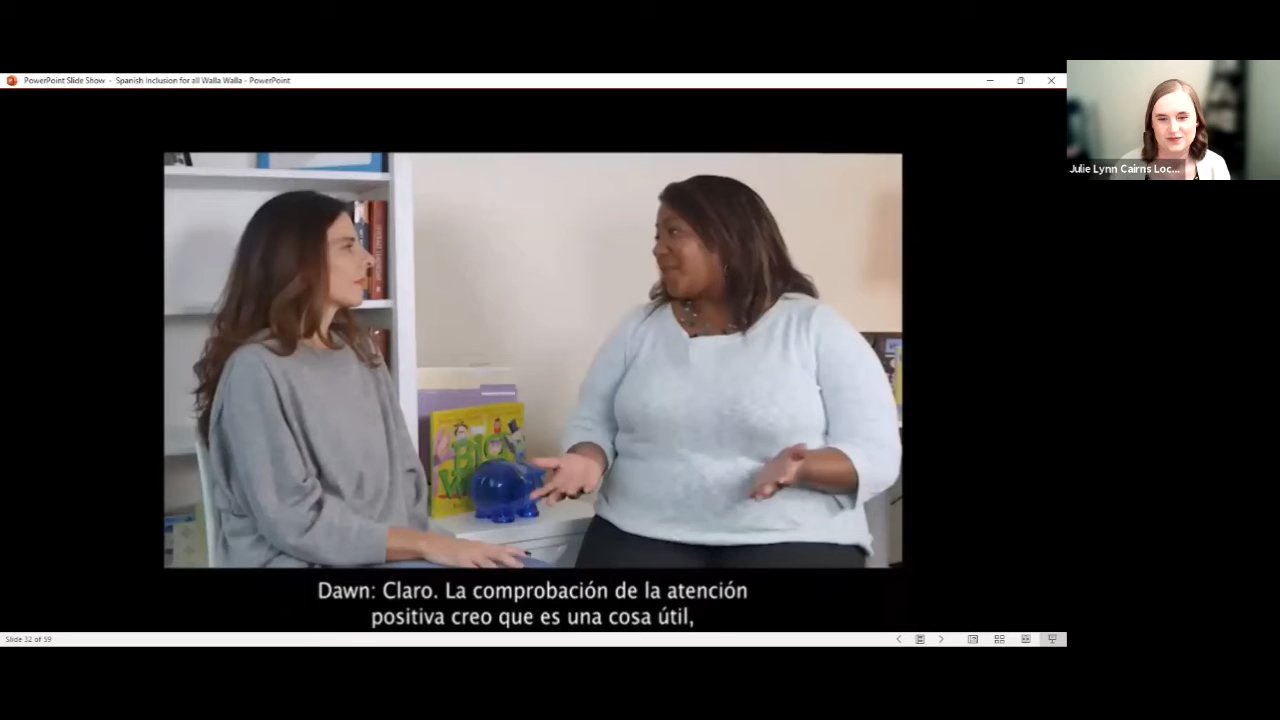 PowerPoint Slide Show - Spanish Inclusion for all Walla Walla - PowerPoint
Julie Lynn Cairns Loc...
BIG
Dawn: Claro. La comprobación de la atención
positiva creo que es una cosa útil,
Slide 32 of 59